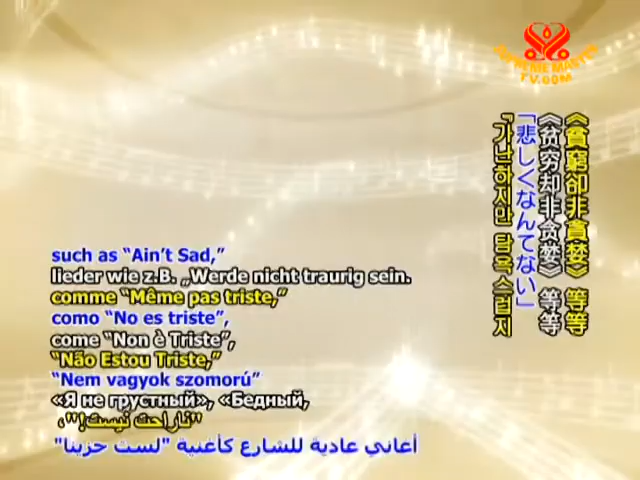 SUPREME MASTER
TV.COM
《貧窮卻非貪婪》等等
《贫穷却非贪婪》等等
「悲しくなんてない」
「가난하지만 탐욕스럽지
such as “Ain’t Sad,”
lieder wie z.B. „Werde nicht traurig sein.
comme “Même pas triste,”
como “No es triste”,
come “Non è Triste”,
“Não Estou Triste,”
“Nem vagyok szomorú”
«Я не грустный», «Бедный,
"ناراحت نیست!"،
أغاني عادية للشارع كأغنية "لست حزينا"